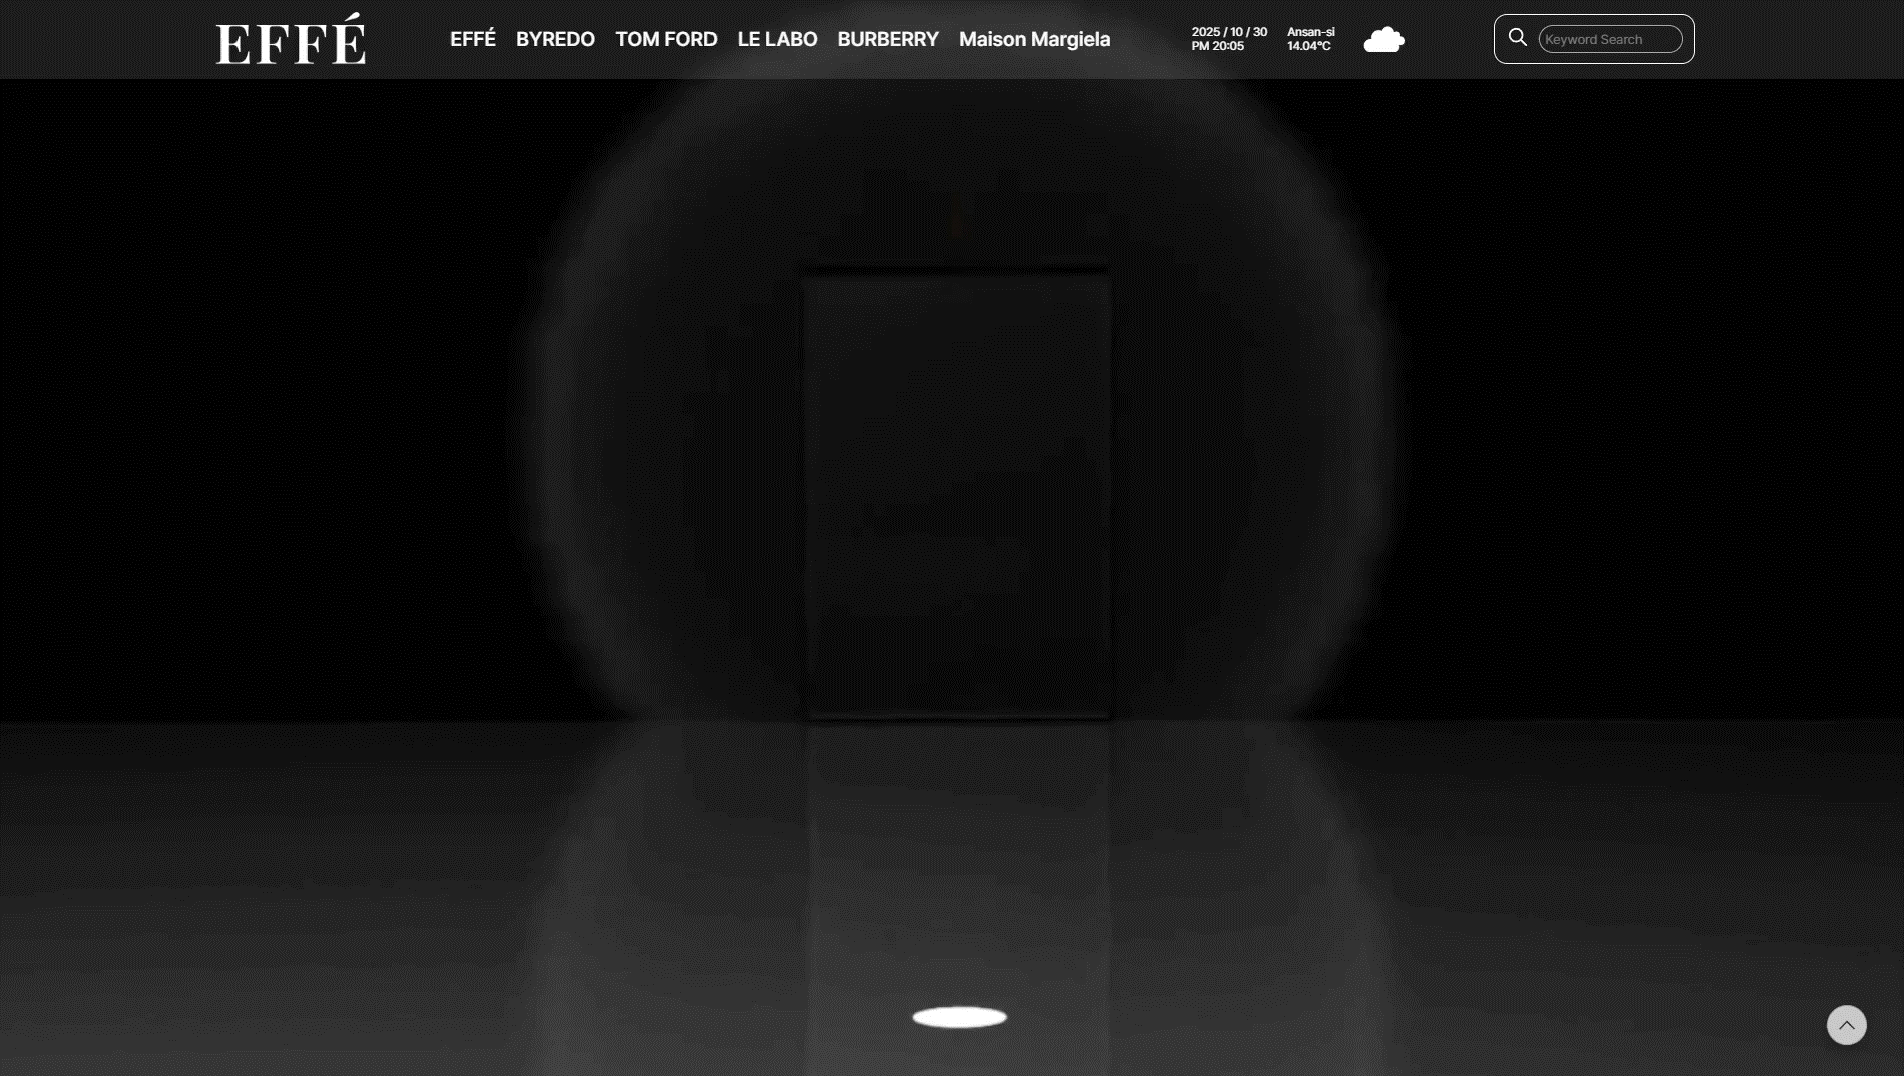 EFFÉ
EFFÉ BYREDO TOM FORD LE LABO BURBERRY Maison Margiela
2025 / 10 / 30
PM 20:05
Ansan-si
14.04°C
Keyword Search